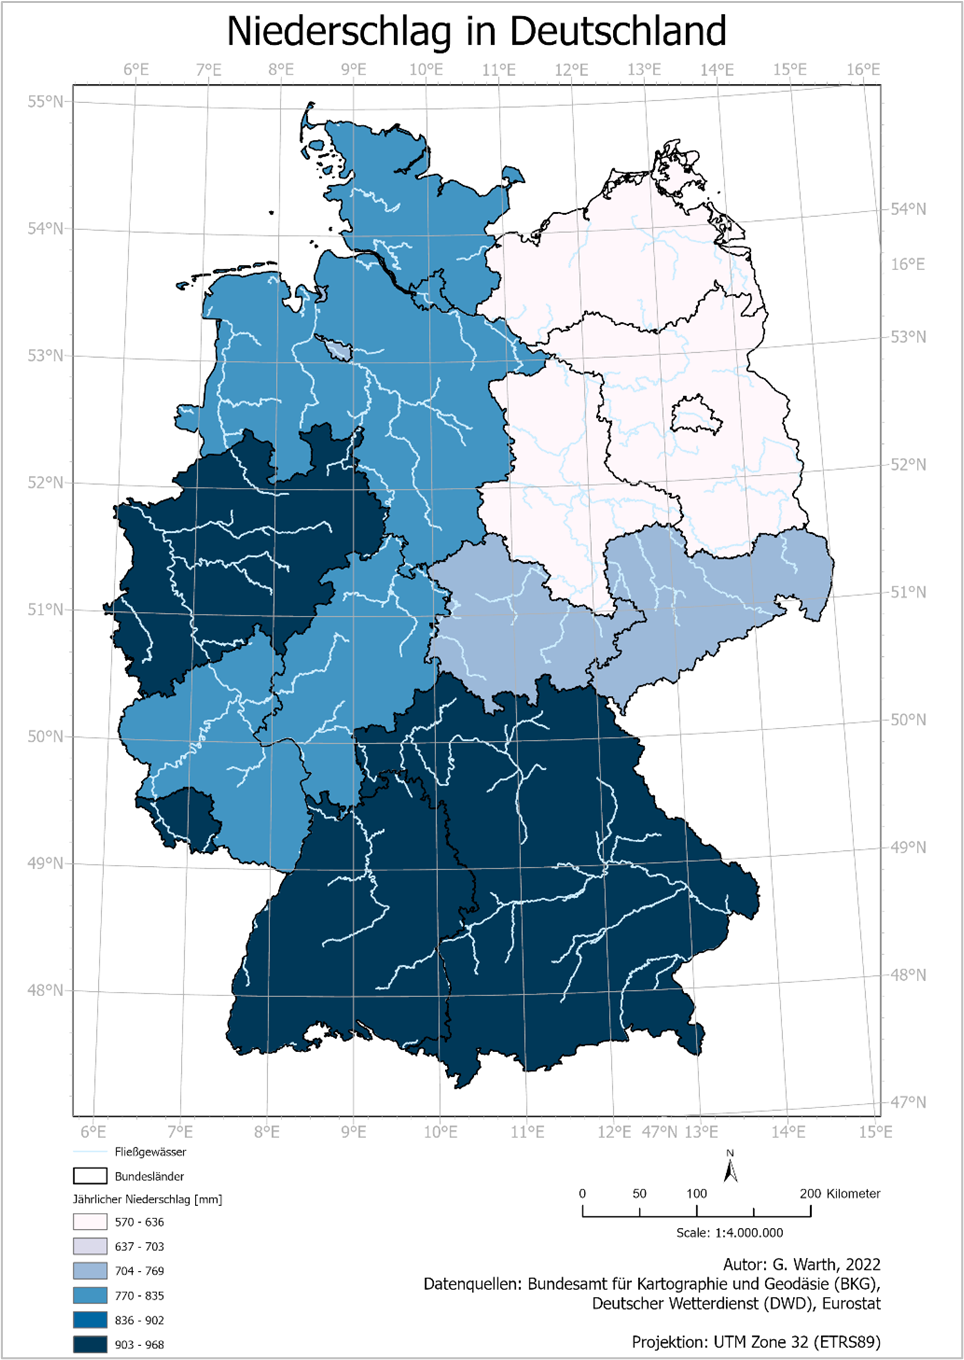 Niederschlag in Deutschland
6°E 7°E 8°E 9°E 10°E 11°E 12°E 13°E 14°E 15°E 16°E
55°N
54°N
54°N
16°E
53°N
53°N
52°N
52°N
51°N
51°N
50°N
50°N
49°N
49°N
48°N
48°N
47°N
6°E 7°E 8°E 9°E 10°E 11°E 12°E 47°N 13°E 14°E 15°E
Fließgewässer
Bundesländer
Jährlicher Niederschlag [mm]
570 - 636
637 - 703
704 - 769
770 - 835
836 - 902
903 - 968
N
0 50 100 200 Kilometer
Scale: 1:4.000.000
Autor: G. Warth, 2022
Datenquellen: Bundesamt für Kartographie und Geodäsie (BKG),
Deutscher Wetterdienst (DWD), Eurostat
Projektion: UTM Zone 32 (ETRS89)